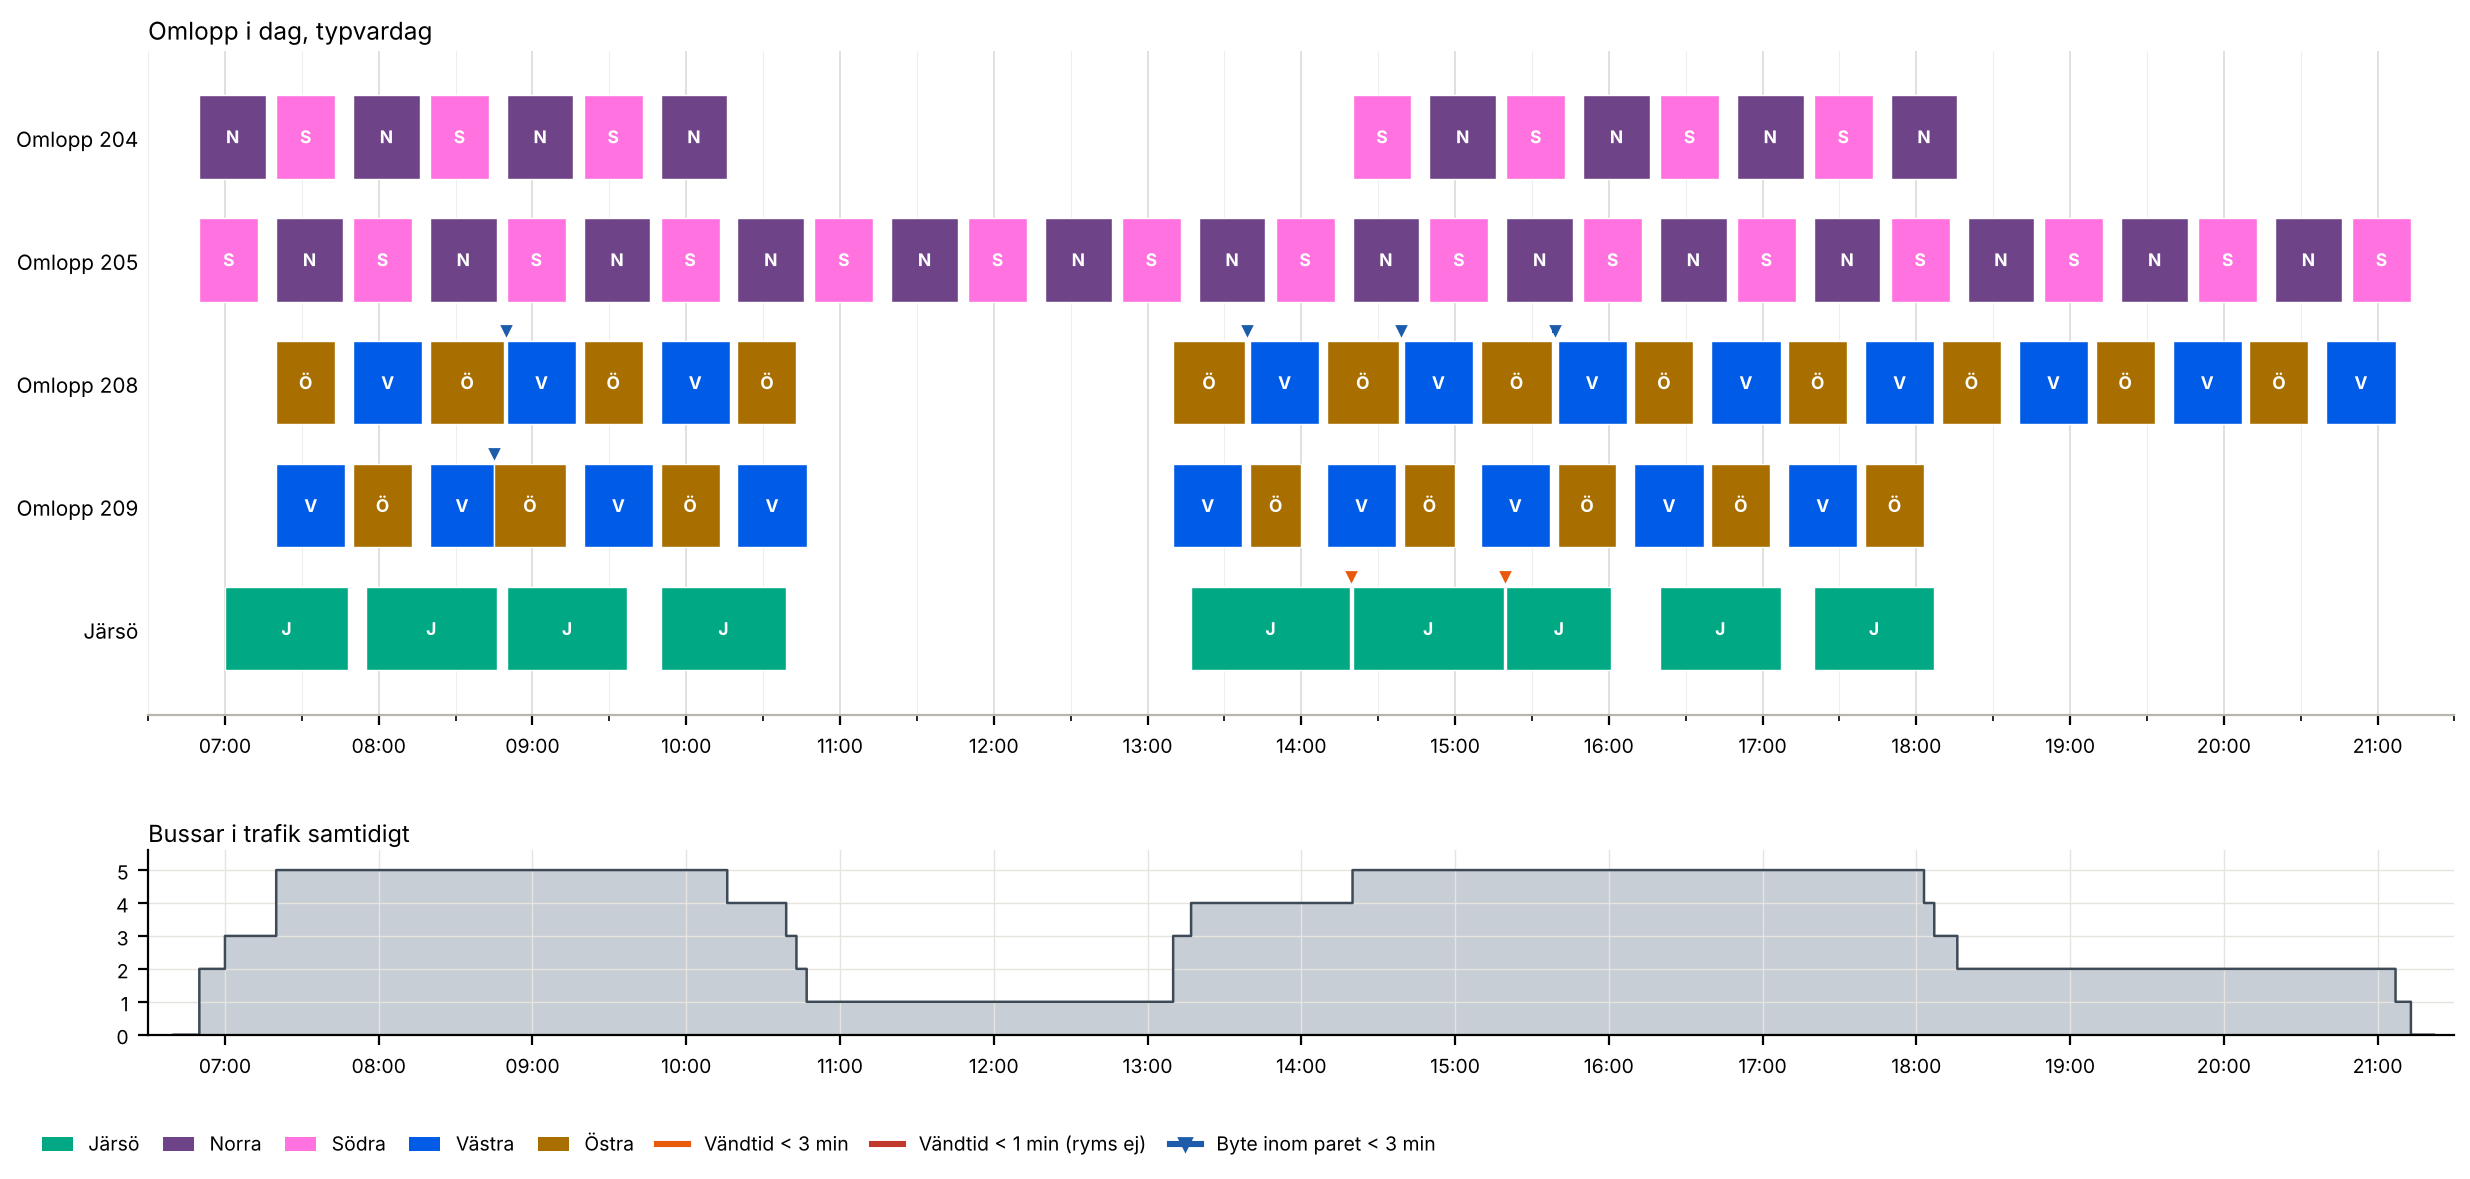 Omlopp i dag, typvardag
Omlopp 204
N S N S N S N S N S N S N S N
Omlopp 205
S N S N S N S N S N S N S N S N S N S N S N S N S N S N S
Omlopp 208
Ö V Ö V Ö V Ö Ö V Ö V Ö V Ö V Ö V Ö V Ö V Ö V
Omlopp 209
V Ö V Ö V Ö V V Ö V Ö V Ö V Ö V Ö
Järsö
J J J J J J J J J
07:00 08:00 09:00 10:00 11:00 12:00 13:00 14:00 15:00 16:00 17:00 18:00 19:00 20:00 21:00
Bussar i trafik samtidigt
5
4
3
2
1
0
07:00 08:00 09:00 10:00 11:00 12:00 13:00 14:00 15:00 16:00 17:00 18:00 19:00 20:00 21:00
Järsö Norra Södra Västra Östra Vändtid < 3 min Vändtid < 1 min (ryms ej) Byte inom paret < 3 min